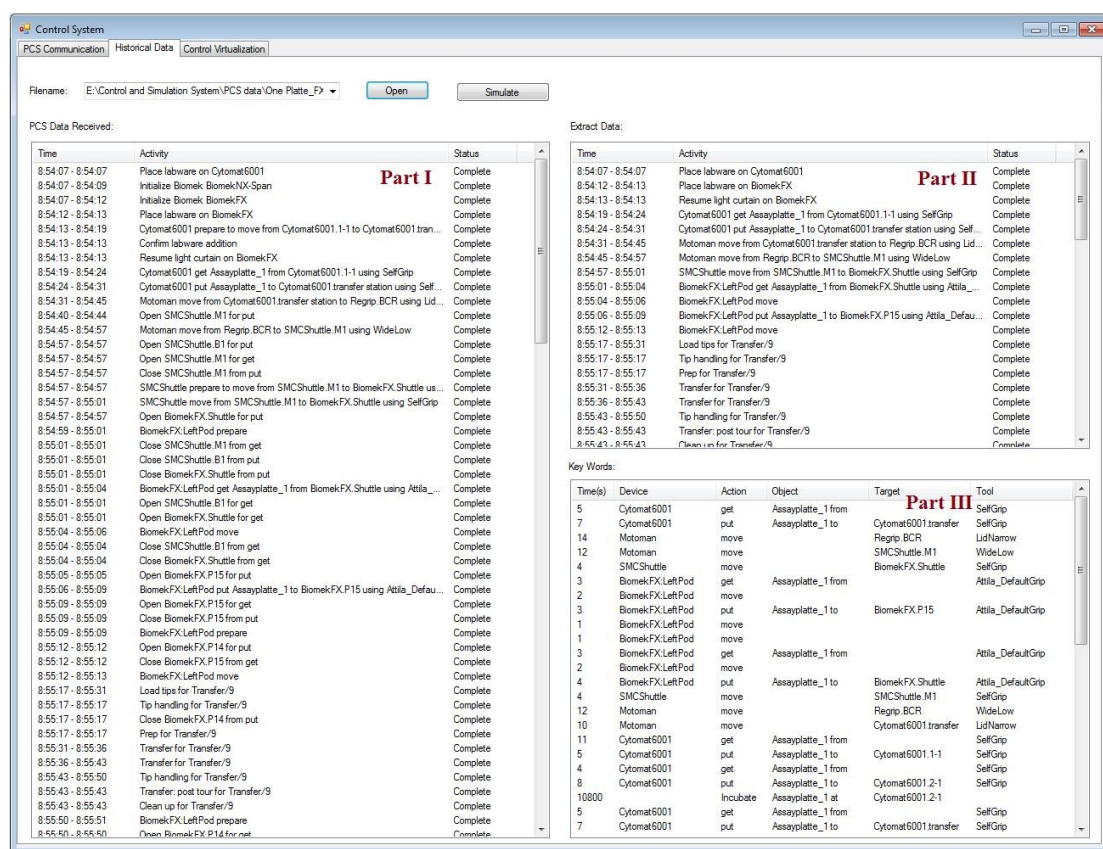 Control System
PCS Communication Historical Data Control Virtualization
Filename: E:\Control and Simulation System\PCS data\One Platte_FX Open Simulate
PCS Data Received:
Time Activity Status
Part I
8:54:07 - 8:54:07 Place labware on Cytomat6001 Complete
8:54:07 - 8:54:09 Initialize Biomek BiomekNX-Span Complete
8:54:07 - 8:54:12 Initialize Biomek BiomekFX Complete
8:54:12 - 8:54:13 Place labware on BiomekFX Complete
8:54:13 - 8:54:19 Cytomat6001 prepare to move from Cytomat6001.1-1 to Cytomat6001.tran... Complete
8:54:13 - 8:54:13 Confirm labware addition Complete
8:54:13 - 8:54:13 Resume light curtain on BiomekFX Complete
8:54:19 - 8:54:24 Cytomat6001 get Assayplatte_1 from Cytomat6001.1-1 using SelfGrip Complete
8:54:24 - 8:54:31 Cytomat6001 put Assayplatte_1 to Cytomat6001.transfer station using Self... Complete
8:54:31 - 8:54:45 Motoman move from Cytomat6001.transfer station to Regrip.BCR using Lid... Complete
8:54:40 - 8:54:44 Open SMCShuttle.M1 for put Complete
8:54:45 - 8:54:57 Motoman move from Regrip.BCR to SMCShuttle.M1 using WideLow Complete
8:54:57 - 8:54:57 Open SMCShuttle.B1 for put Complete
8:54:57 - 8:54:57 Open SMCShuttle.M1 for get Complete
8:54:57 - 8:54:57 Close SMCShuttle.M1 from put Complete
8:54:57 - 8:54:57 SMCShuttle prepare to move from SMCShuttle.M1 to BiomekFX.Shuttle us... Complete
8:54:57 - 8:55:01 SMCShuttle move from SMCShuttle.M1 to BiomekFX.Shuttle using SelfGrip Complete
8:54:57 - 8:54:57 Open BiomekFX.Shuttle for put Complete
8:54:59 - 8:55:01 BiomekFX:LeftPod prepare Complete
8:55:01 - 8:55:01 Close SMCShuttle.M1 from get Complete
8:55:01 - 8:55:01 Close SMCShuttle.B1 from put Complete
8:55:01 - 8:55:01 Close BiomekFX.Shuttle from put Complete
8:55:01 - 8:55:04 BiomekFX:LeftPod get Assayplatte_1 from BiomekFX.Shuttle using Attila_... Complete
8:55:01 - 8:55:01 Open SMCShuttle.B1 for get Complete
8:55:01 - 8:55:01 Open BiomekFX.Shuttle for get Complete
8:55:04 - 8:55:06 BiomekFX:LeftPod move Complete
8:55:04 - 8:55:04 Close SMCShuttle.B1 from get Complete
8:55:04 - 8:55:04 Close BiomekFX.Shuttle from get Complete
8:55:05 - 8:55:05 Open BiomekFX.P15 for put Complete
8:55:06 - 8:55:09 BiomekFX:LeftPod put Assayplatte_1 to BiomekFX.P15 using Attila_Defau... Complete
8:55:09 - 8:55:09 Open BiomekFX.P15 for get Complete
8:55:09 - 8:55:09 Close BiomekFX.P15 from put Complete
8:55:09 - 8:55:09 BiomekFX:LeftPod prepare Complete
8:55:12 - 8:55:12 Open BiomekFX.P14 for put Complete
8:55:12 - 8:55:12 Close BiomekFX.P15 from get Complete
8:55:12 - 8:55:13 BiomekFX:LeftPod move Complete
8:55:17 - 8:55:31 Load tips for Transfer/9 Complete
8:55:17 - 8:55:17 Tip handling for Transfer/9 Complete
8:55:17 - 8:55:17 Close BiomekFX.P14 from put Complete
8:55:17 - 8:55:17 Prep for Transfer/9 Complete
8:55:31 - 8:55:36 Transfer for Transfer/9 Complete
8:55:36 - 8:55:43 Transfer for Transfer/9 Complete
8:55:43 - 8:55:50 Tip handling for Transfer/9 Complete
8:55:43 - 8:55:43 Transfer: post tour for Transfer/9 Complete
8:55:43 - 8:55:43 Clean up for Transfer/9 Complete
8:55:50 - 8:55:51 BiomekFX:LeftPod prepare Complete
8:55:50 - 8:55:50 Open BiomekFX.P14 for get Complete
Extract Data:
Time Activity Status
Part II
8:54:07 - 8:54:07 Place labware on Cytomat6001 Complete
8:54:12 - 8:54:13 Place labware on BiomekFX Complete
8:54:13 - 8:54:13 Resume light curtain on BiomekFX Complete
8:54:19 - 8:54:24 Cytomat6001 get Assayplatte_1 from Cytomat6001.1-1 using SelfGrip Complete
8:54:24 - 8:54:31 Cytomat6001 put Assayplatte_1 to Cytomat6001.transfer station using Self... Complete
8:54:31 - 8:54:45 Motoman move from Cytomat6001.transfer station to Regrip.BCR using Lid... Complete
8:54:45 - 8:54:57 Motoman move from Regrip.BCR to SMCShuttle.M1 using WideLow Complete
8:54:57 - 8:55:01 SMCShuttle move from SMCShuttle.M1 to BiomekFX.Shuttle using SelfGrip Complete
8:55:01 - 8:55:04 BiomekFX:LeftPod get Assayplatte_1 from BiomekFX.Shuttle using Attila_... Complete
8:55:04 - 8:55:06 BiomekFX:LeftPod move Complete
8:55:06 - 8:55:09 BiomekFX:LeftPod put Assayplatte_1 to BiomekFX.P15 using Attila_Defau... Complete
8:55:12 - 8:55:13 BiomekFX:LeftPod move Complete
8:55:17 - 8:55:31 Load tips for Transfer/9 Complete
8:55:17 - 8:55:17 Tip handling for Transfer/9 Complete
8:55:17 - 8:55:17 Prep for Transfer/9 Complete
8:55:31 - 8:55:36 Transfer for Transfer/9 Complete
8:55:36 - 8:55:43 Transfer for Transfer/9 Complete
8:55:43 - 8:55:50 Tip handling for Transfer/9 Complete
8:55:43 - 8:55:43 Transfer: post tour for Transfer/9 Complete
8:55:43 - 8:55:43 Clean up for Transfer/9 Complete
Key Words:
Time(s) Device Action Object Target Tool
Part III
5 Cytomat6001 get Assayplatte_1 from SelfGrip
7 Cytomat6001 put Assayplatte_1 to Cytomat6001.transfer SelfGrip
14 Motoman move Regrip.BCR LidNarrow
12 Motoman move SMCShuttle.M1 WideLow
4 SMCShuttle move BiomekFX.Shuttle SelfGrip
3 BiomekFX:LeftPod get Assayplatte_1 from Attila_DefaultGrip
2 BiomekFX:LeftPod move
3 BiomekFX:LeftPod put Assayplatte_1 to BiomekFX.P15 Attila_DefaultGrip
1 BiomekFX:LeftPod move
1 BiomekFX:LeftPod move
3 BiomekFX:LeftPod get Assayplatte_1 from Attila_DefaultGrip
2 BiomekFX:LeftPod move
4 BiomekFX:LeftPod put Assayplatte_1 to BiomekFX.Shuttle Attila_DefaultGrip
4 SMCShuttle move SMCShuttle.M1 SelfGrip
12 Motoman move Regrip.BCR WideLow
10 Motoman move Cytomat6001.transfer LidNarrow
11 Cytomat6001 get Assayplatte_1 from SelfGrip
5 Cytomat6001 put Assayplatte_1 to Cytomat6001.1-1 SelfGrip
4 Cytomat6001 get Assayplatte_1 from SelfGrip
8 Cytomat6001 put Assayplatte_1 to Cytomat6001.2-1 SelfGrip
10800 Incubate Assayplatte_1 at Cytomat6001.2-1
5 Cytomat6001 get Assayplatte_1 from SelfGrip
7 Cytomat6001 put Assayplatte_1 to Cytomat6001.transfer SelfGrip